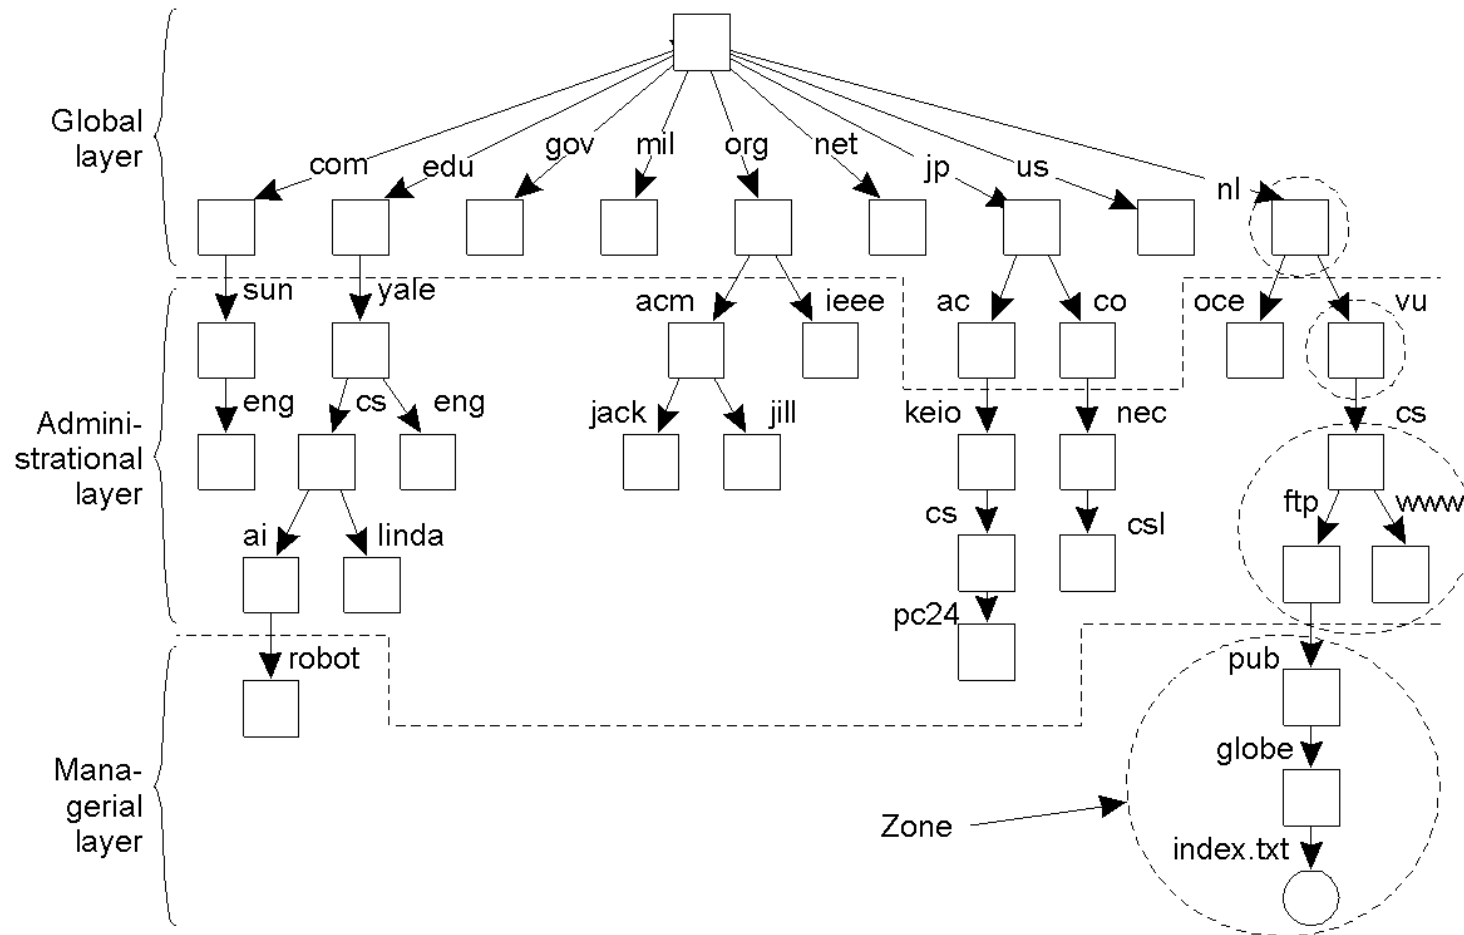 Global
layer
com
edu
gov
mil
org
net
jp
us
nl
sun
yale
acm
ieee
ac
co
oce
vu
Admini-
strational
layer
eng
cs
eng
jack
jill
keio
nec
cs
ai
linda
cs
csl
ftp
www
pc24
robot
pub
Mana-
gerial
layer
globe
Zone
index.txt